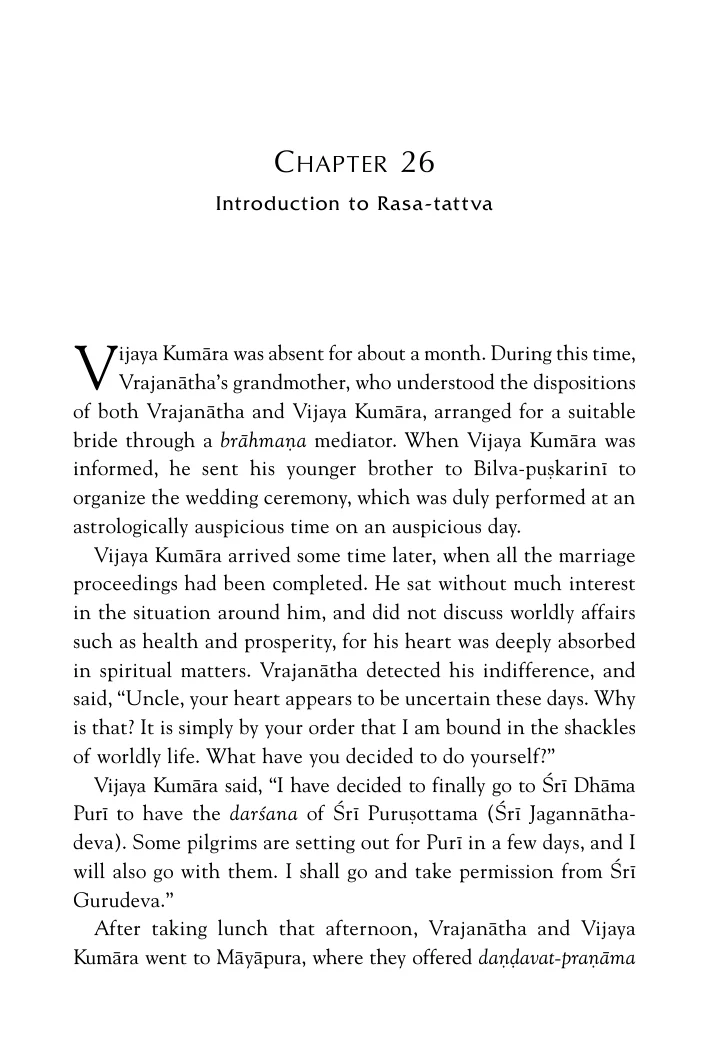 CHAPTER 26
Introduction to Rasa-tattva
Vijaya Kumāra was absent for about a month. During this time,
Vrajanātha’s grandmother, who understood the dispositions
of both Vrajanātha and Vijaya Kumāra, arranged for a suitable
bride through a brāhmaṇa mediator. When Vijaya Kumāra was
informed, he sent his younger brother to Bilva-puṣkarinī to
organize the wedding ceremony, which was duly performed at an
astrologically auspicious time on an auspicious day.
Vijaya Kumāra arrived some time later, when all the marriage
proceedings had been completed. He sat without much interest
in the situation around him, and did not discuss worldly affairs
such as health and prosperity, for his heart was deeply absorbed
in spiritual matters. Vrajanātha detected his indifference, and
said, “Uncle, your heart appears to be uncertain these days. Why
is that? It is simply by your order that I am bound in the shackles
of worldly life. What have you decided to do yourself?”
Vijaya Kumāra said, “I have decided to finally go to Śrī Dhāma
Purī to have the darśana of Śrī Puruṣottama (Śrī Jagannātha-
deva). Some pilgrims are setting out for Purī in a few days, and I
will also go with them. I shall go and take permission from Śrī
Gurudeva.”
After taking lunch that afternoon, Vrajanātha and Vijaya
Kumāra went to Māyāpura, where they offered daṇḍavat-praṇāma